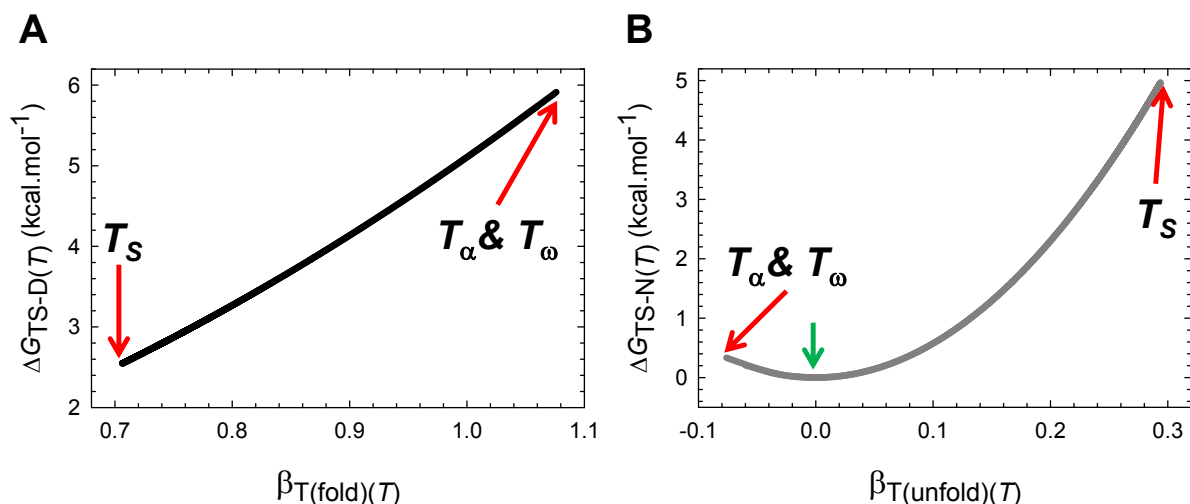 A
ΔG_TS-D(T) (kcal.mol⁻¹)
6
5
4
3
2
T_S
T_α & T_ω
0.7 0.8 0.9 1.0 1.1
β_T(fold)(T)
B
ΔG_TS-N(T) (kcal.mol⁻¹)
5
4
3
2
1
0
T_α & T_ω
T_S
-0.1 0.0 0.1 0.2 0.3
β_T(unfold)(T)